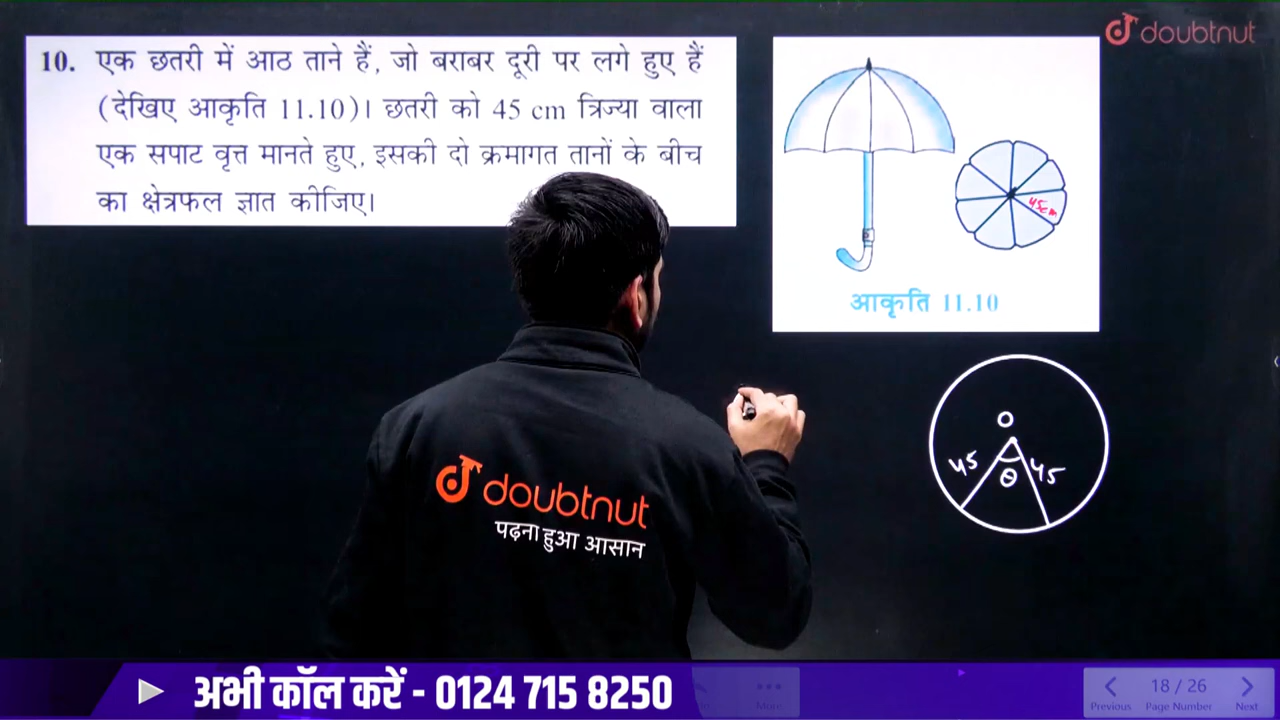 doubtnut
10. एक छतरी में आठ ताने हैं, जो बराबर दूरी पर लगे हुए हैं
(देखिए आकृति 11.10)। छतरी को 45 cm त्रिज्या वाला
एक सपाट वृत्त मानते हुए, इसकी दो क्रमागत तानों के बीच
का क्षेत्रफल ज्ञात कीजिए।
45cm
आकृति 11.10
O
45 θ 45
doubtnut
पढ़ना हुआ आसान
अभी कॉल करें - 0124 715 8250
18 / 26
Previous Page Number Next
More